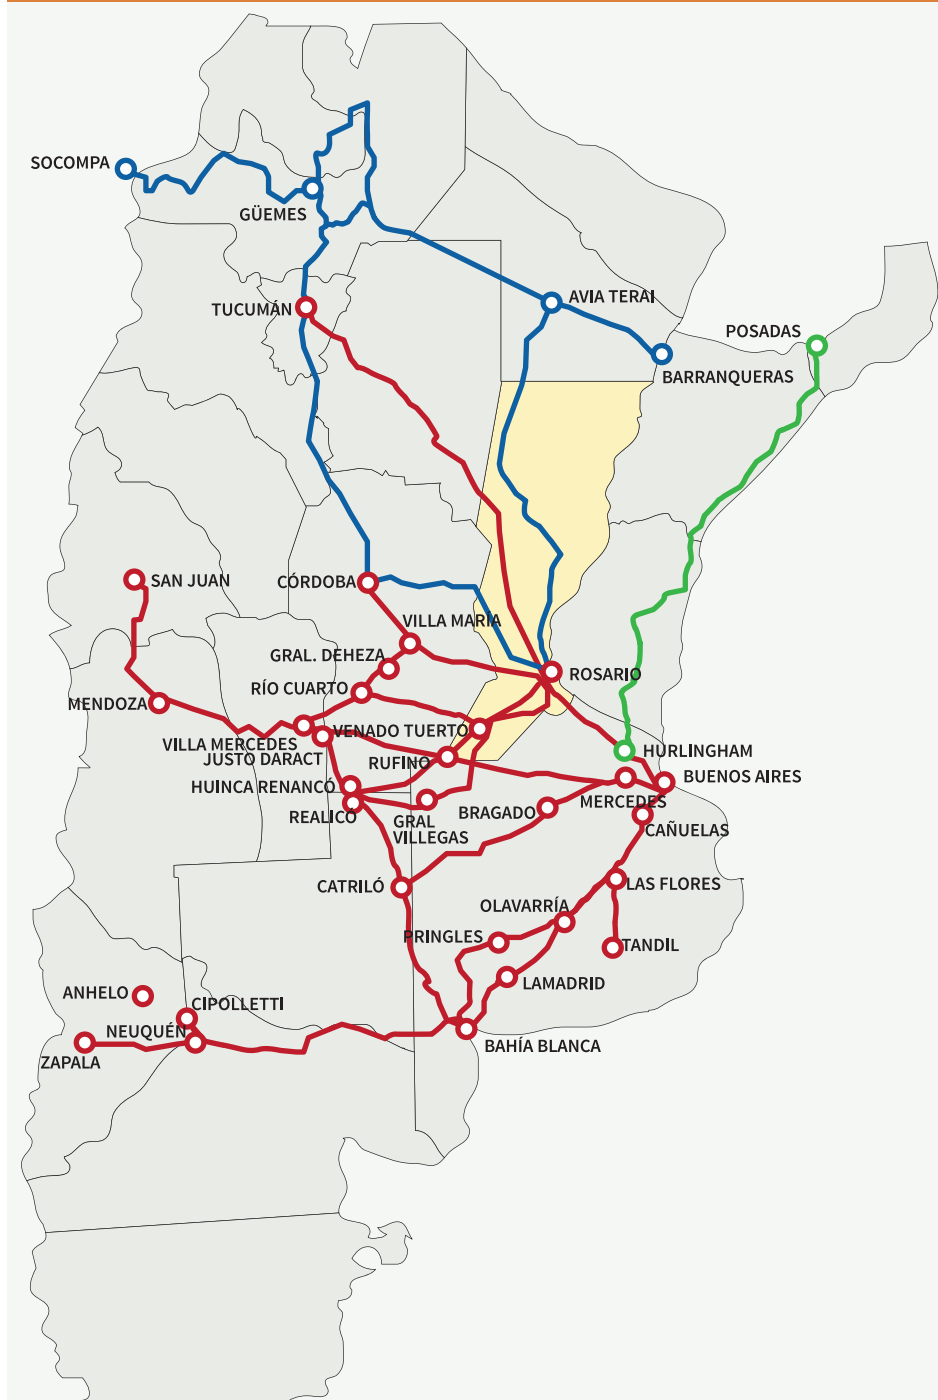 SOCOMPA
GÜEMES
TUCUMÁN
AVIA TERAI
POSADAS
BARRANQUERAS
SAN JUAN
CÓRDOBA
VILLA MARÍA
GRAL. DEHEZA
ROSARIO
RÍO CUARTO
MENDOZA
VENADO TUERTO
VILLA MERCEDES
JUSTO DARACT
HURLINGHAM
RUFINO
BUENOS AIRES
HUINCA RENANCÓ
MERCEDES
REALICÓ
GRAL
VILLEGAS
BRAGADO
CAÑUELAS
CATRILÓ
LAS FLORES
OLAVARRÍA
PRINGLES
TANDIL
LAMADRID
ANHELO
CIPOLLETTI
NEUQUÉN
ZAPALA
BAHÍA BLANCA